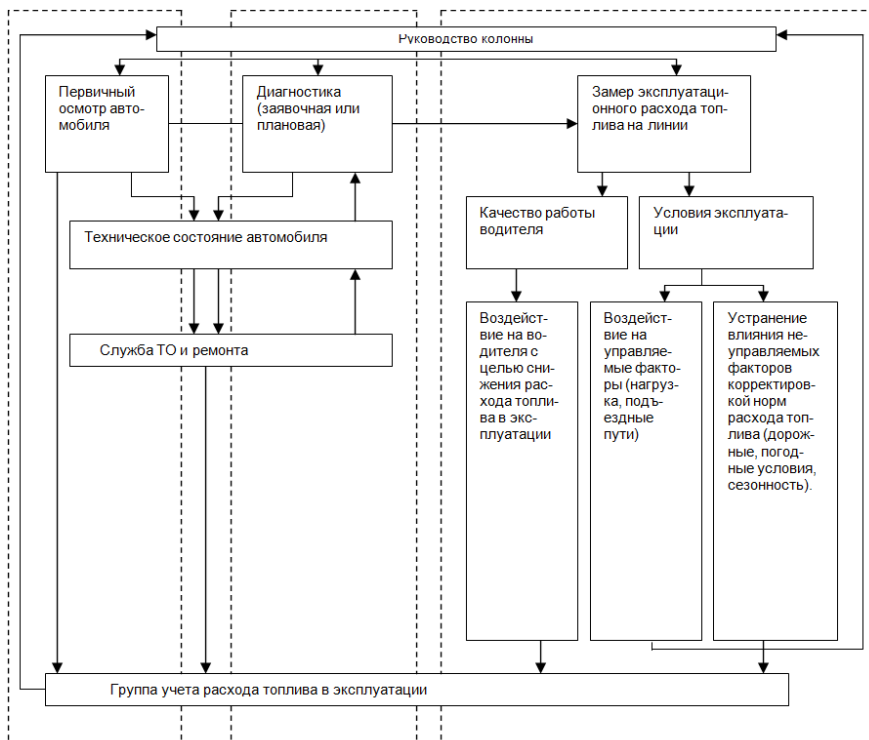 Руководство колонны
Первичный
осмотр авто-
мобиля
Диагностика
(заявочная или
плановая)
Замер эксплуатаци-
онного расхода топ-
лива на линии
Качество работы
водителя
Условия эксплуата-
ции
Техническое состояние автомобиля
Служба ТО и ремонта
Воздейст-
вие на во-
дителя с
целью сни-
жения рас-
хода топли-
ва в экс-
плуатации
Воздейст-
вие на
управляе-
мые факто-
ры (нагруз-
ка, подъ-
ездные
пути)
Устранение
влияния не-
управляемых
факторов
корректиров-
кой норм
расхода топ-
лива (дорож-
ные, погод-
ные условия,
сезонность).
Группа учета расхода топлива в эксплуатации